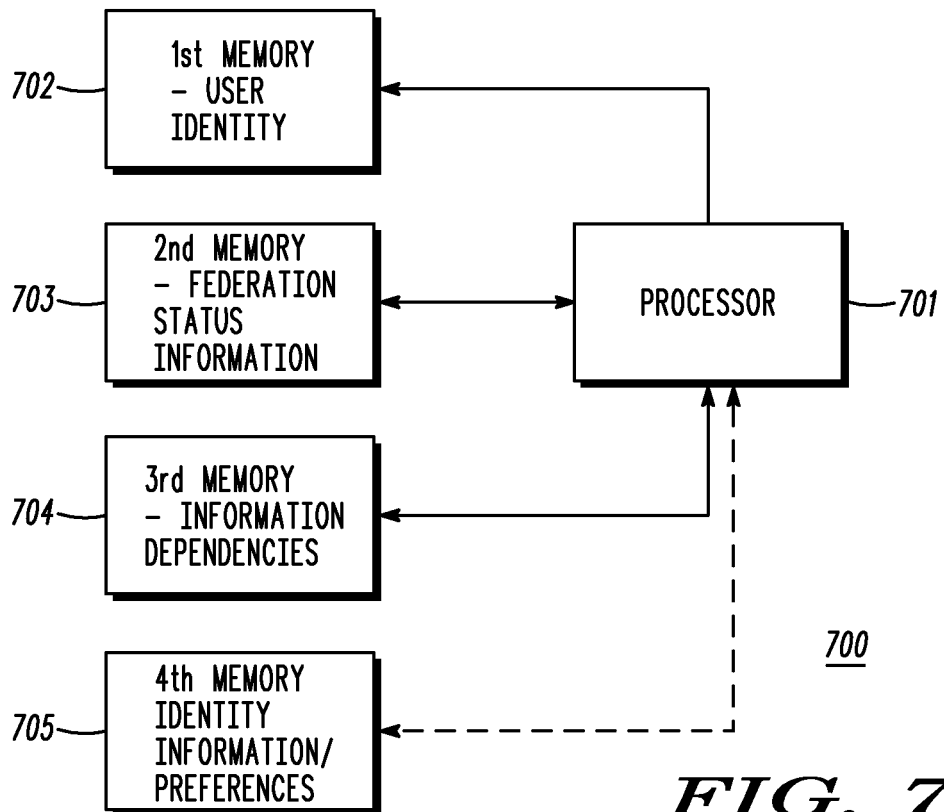 702
1st MEMORY
– USER
IDENTITY
703
2nd MEMORY
– FEDERATION
STATUS
INFORMATION
PROCESSOR
701
704
3rd MEMORY
– INFORMATION
DEPENDENCIES
700
705
4th MEMORY
IDENTITY
INFORMATION/
PREFERENCES
FIG. 7